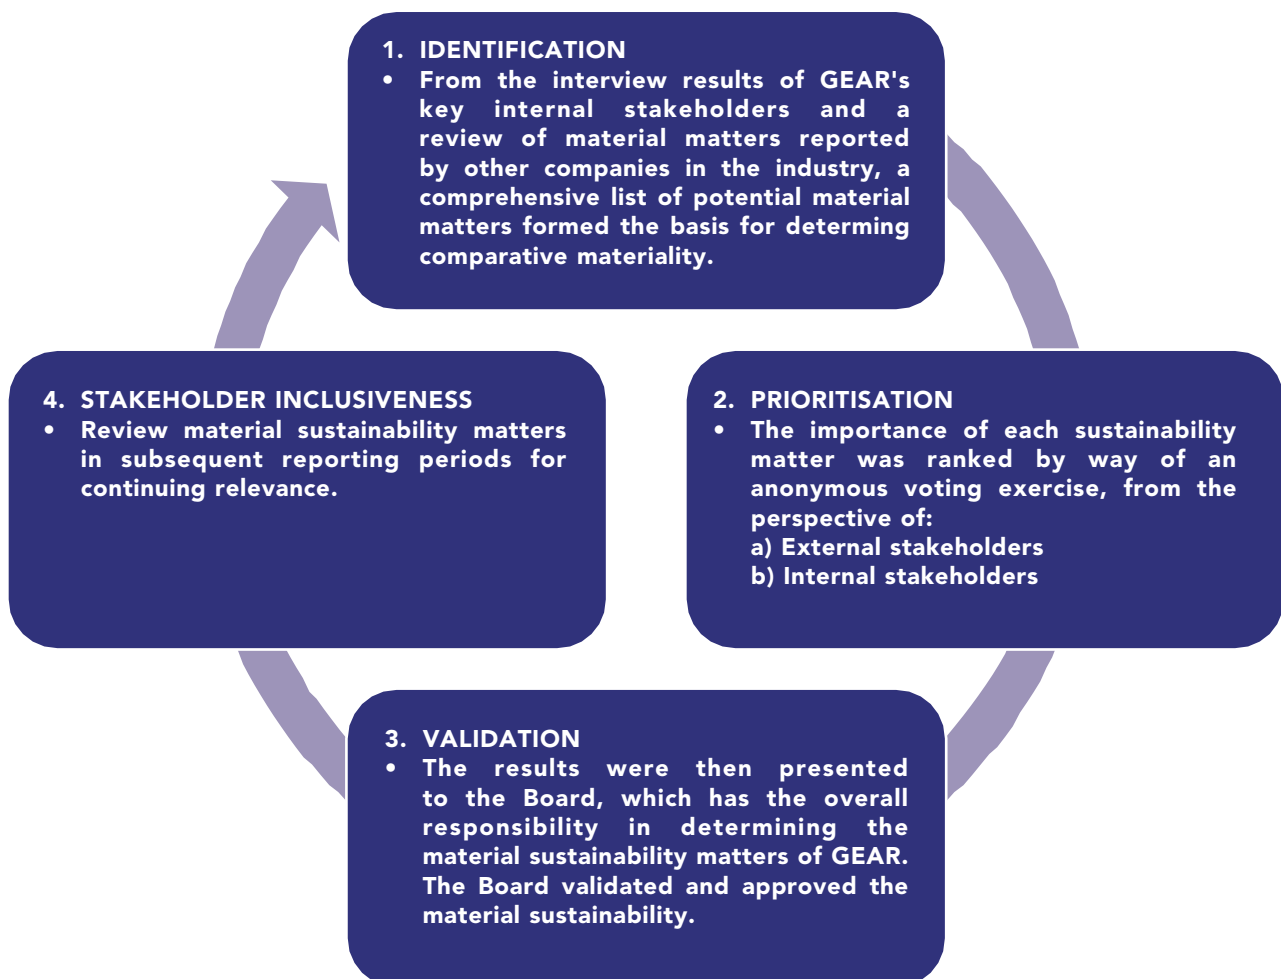 1. IDENTIFICATION
• From the interview results of GEAR's
key internal stakeholders and a
review of material matters reported
by other companies in the industry, a
comprehensive list of potential material
matters formed the basis for determing
comparative materiality.
2. PRIORITISATION
• The importance of each sustainability
matter was ranked by way of an
anonymous voting exercise, from the
perspective of:
a) External stakeholders
b) Internal stakeholders
3. VALIDATION
• The results were then presented
to the Board, which has the overall
responsibility in determining the
material sustainability matters of GEAR.
The Board validated and approved the
material sustainability.
4. STAKEHOLDER INCLUSIVENESS
• Review material sustainability matters
in subsequent reporting periods for
continuing relevance.